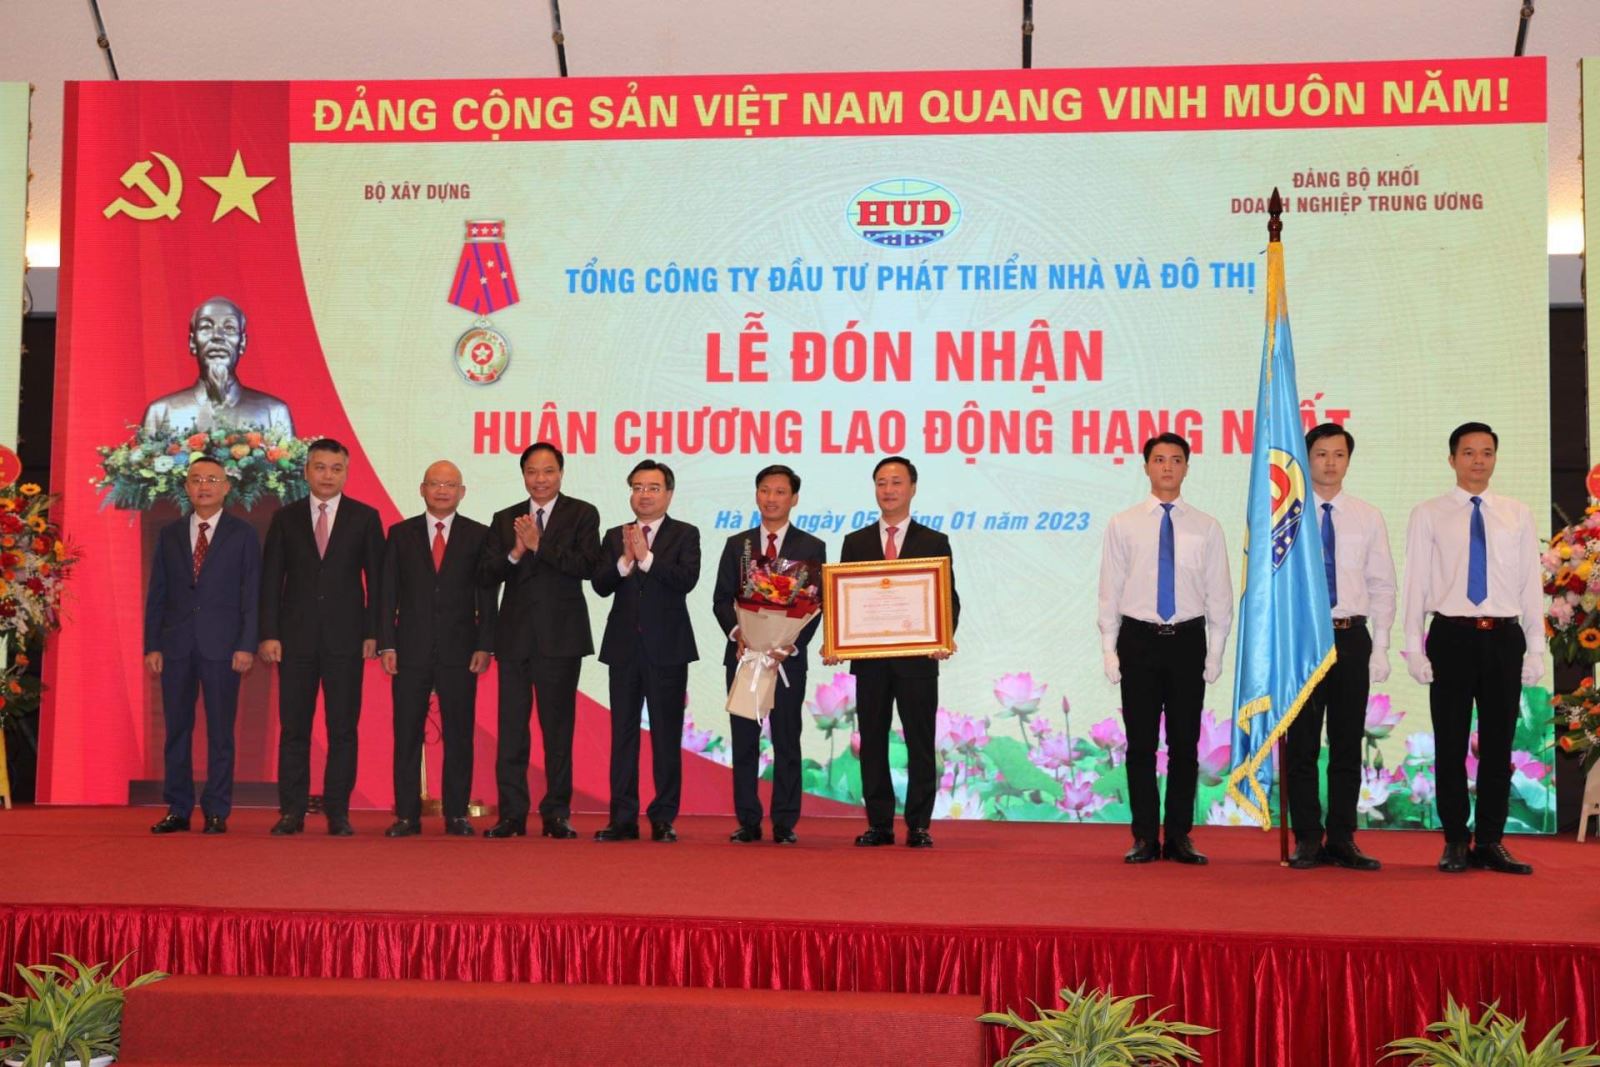 ĐẢNG CỘNG SẢN VIỆT NAM QUANG VINH MUÔN NĂM!
BỘ XÂY DỰNG
HUD
ĐẢNG BỘ KHỐI
NGHIỆP TRUNG ƯƠNG
TỔNG CÔNG TY ĐẦU TƯ PHÁT TRIỂN NHÀ VÀ ĐÔ THỊ
LỄ ĐÓN NHẬN
HUÂN CHƯƠNG LAO ĐỘNG HẠNG
Hà ngày 05 01 năm 2023